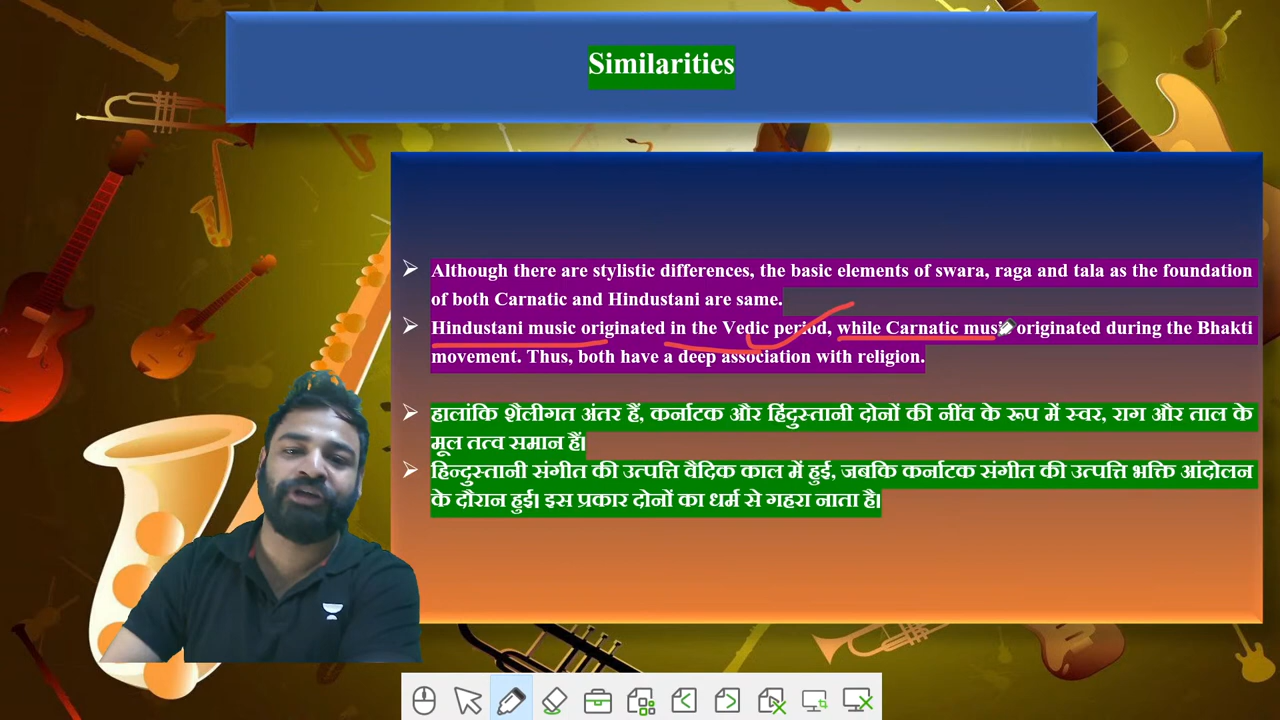 Similarities
Although there are stylistic differences, the basic elements of swara, raga and tala as the foundation
of both Carnatic and Hindustani are same.
Hindustani music originated in the Vedic period, while Carnatic music originated during the Bhakti
movement. Thus, both have a deep association with religion.
हालांकि शैलीगत अंतर हैं, कर्नाटक और हिंदुस्तानी दोनों की नींव के रूप में स्वर, राग और ताल के
मूल तत्व समान हैं।
हिन्दुस्तानी संगीत की उत्पत्ति वैदिक काल में हुई, जबकि कर्नाटक संगीत की उत्पत्ति भक्ति आंदोलन
के दौरान हुई। इस प्रकार दोनों का धर्म से गहरा नाता है।